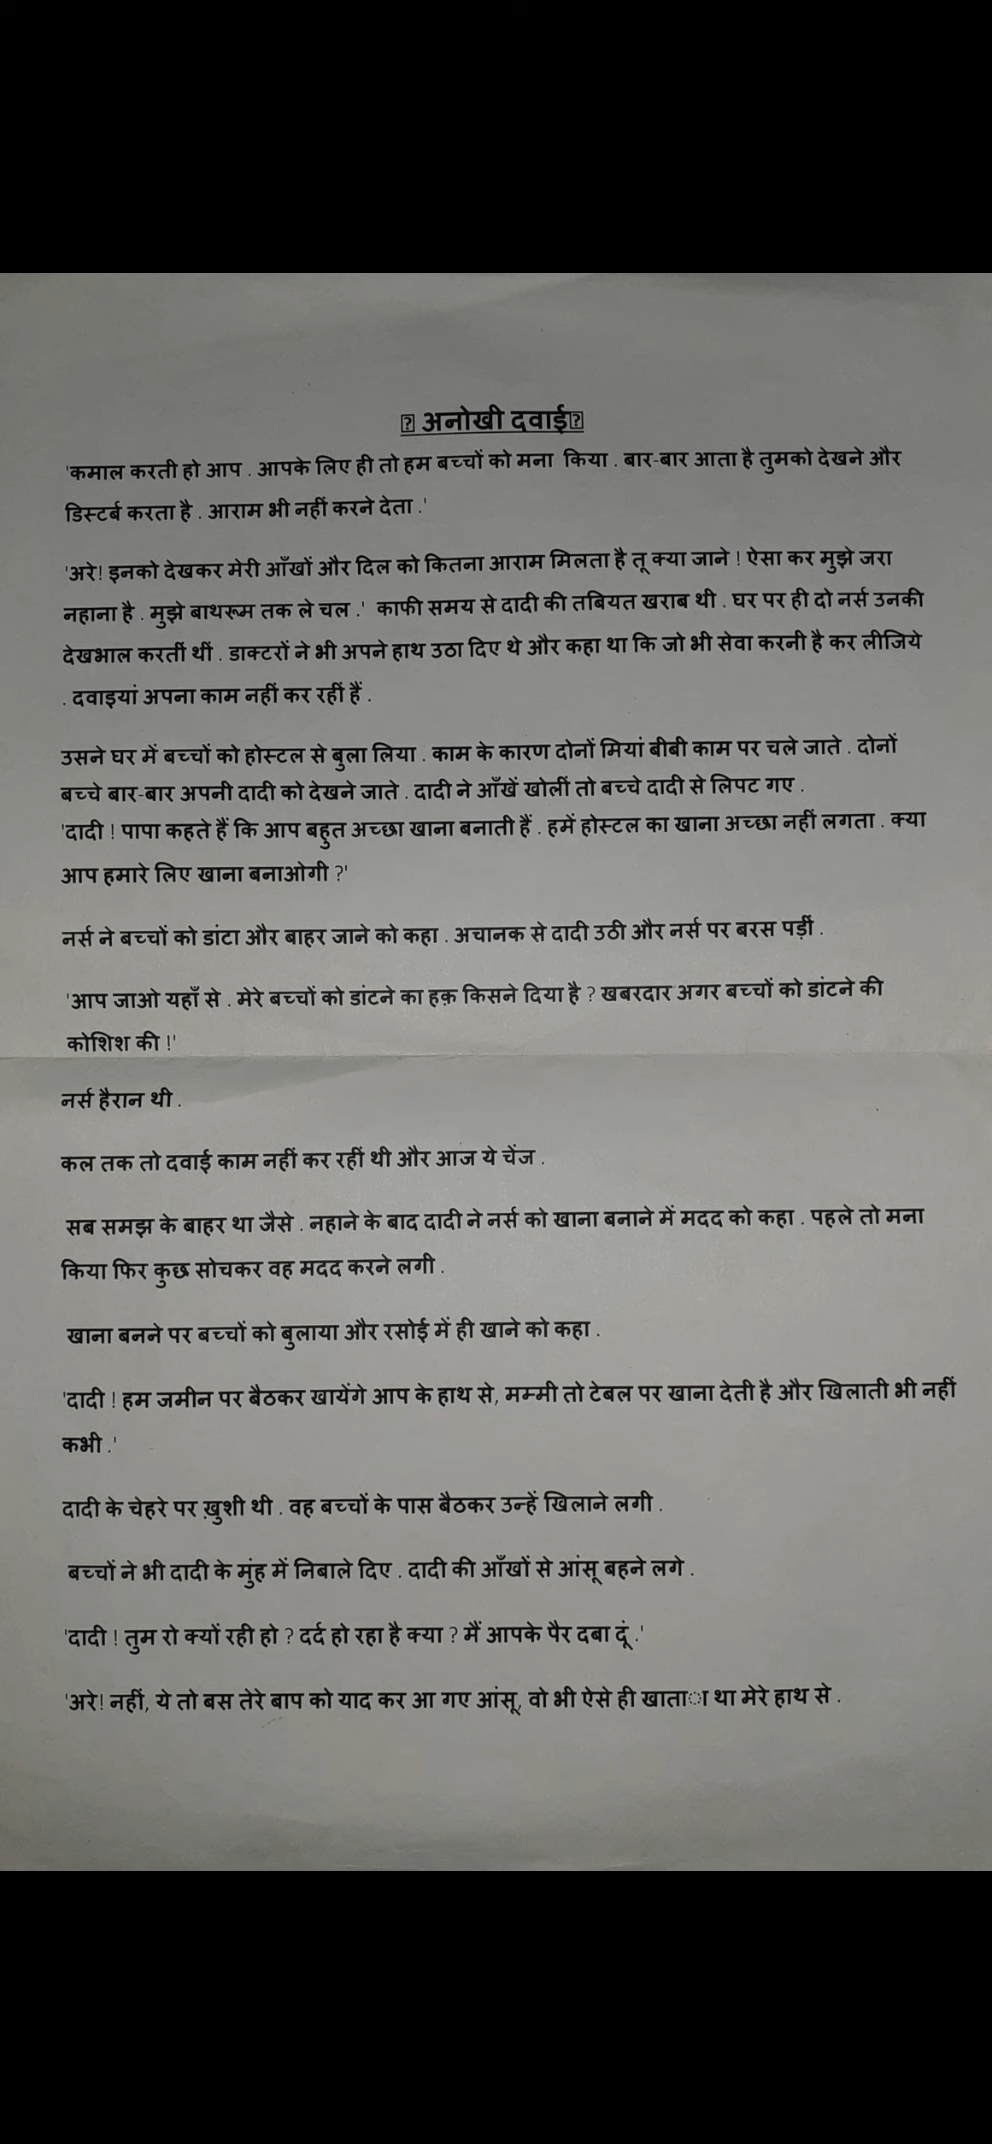 अनोखी दवाई
'कमाल करती हो आप . आपके लिए ही तो हम बच्चों को मना किया . बार-बार आता है तुमको देखने और
डिस्टर्ब करता है . आराम भी नहीं करने देता .'
'अरे! इनको देखकर मेरी आँखों और दिल को कितना आराम मिलता है तू क्या जाने ! ऐसा कर मुझे जरा
नहाना है . मुझे बाथरूम तक ले चल .' काफी समय से दादी की तबियत खराब थी . घर पर ही दो नर्स उनकी
देखभाल करतीं थीं . डाक्टरों ने भी अपने हाथ उठा दिए थे और कहा था कि जो भी सेवा करनी है कर लीजिये
. दवाइयां अपना काम नहीं कर रहीं हैं .
उसने घर में बच्चों को होस्टल से बुला लिया . काम के कारण दोनों मियां बीबी काम पर चले जाते . दोनों
बच्चे बार-बार अपनी दादी को देखने जाते . दादी ने आँखें खोलीं तो बच्चे दादी से लिपट गए .
'दादी ! पापा कहते हैं कि आप बहुत अच्छा खाना बनाती हैं . हमें होस्टल का खाना अच्छा नहीं लगता . क्या
आप हमारे लिए खाना बनाओगी ?'
नर्स ने बच्चों को डांटा और बाहर जाने को कहा . अचानक से दादी उठी और नर्स पर बरस पड़ीं .
'आप जाओ यहाँ से . मेरे बच्चों को डांटने का हक़ किसने दिया है ? खबरदार अगर बच्चों को डांटने की
कोशिश की !'
नर्स हैरान थी .
कल तक तो दवाई काम नहीं कर रहीं थी और आज ये चेंज .
सब समझ के बाहर था जैसे . नहाने के बाद दादी ने नर्स को खाना बनाने में मदद को कहा . पहले तो मना
किया फिर कुछ सोचकर वह मदद करने लगी .
खाना बनने पर बच्चों को बुलाया और रसोई में ही खाने को कहा .
'दादी ! हम जमीन पर बैठकर खायेंगे आप के हाथ से, मम्मी तो टेबल पर खाना देती है और खिलाती भी नहीं
कभी .'
दादी के चेहरे पर ख़ुशी थी . वह बच्चों के पास बैठकर उन्हें खिलाने लगी .
बच्चों ने भी दादी के मुंह में निबाले दिए . दादी की आँखों से आंसू बहने लगे .
'दादी ! तुम रो क्यों रही हो ? दर्द हो रहा है क्या ? मैं आपके पैर दबा दूं .'
'अरे! नहीं, ये तो बस तेरे बाप को याद कर आ गए आंसू, वो भी ऐसे ही खाताा था मेरे हाथ से .